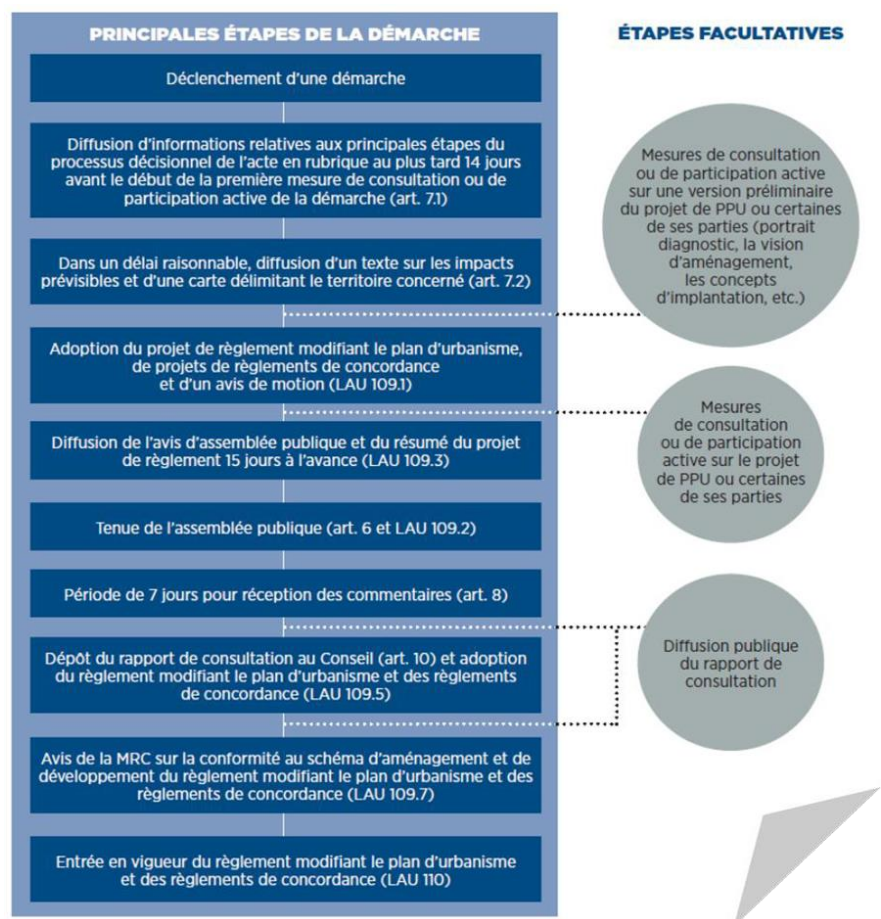 PRINCIPALES ÉTAPES DE LA DÉMARCHE
Déclenchement d'une démarche
Diffusion d'informations relatives aux principales étapes du
processus décisionnel de l'acte en rubrique au plus tard 14 jours
avant le début de la première mesure de consultation ou de
participation active de la démarche (art. 7.1)
Dans un délai raisonnable, diffusion d'un texte sur les impacts
prévisibles et d'une carte délimitant le territoire concerné (art. 7.2)
Adoption du projet de règlement modifiant le plan d'urbanisme,
de projets de règlements de concordance
et d'un avis de motion (LAU 109.1)
Diffusion de l'avis d'assemblée publique et du résumé du projet
de règlement 15 jours à l'avance (LAU 109.3)
Tenue de l'assemblée publique (art. 6 et LAU 109.2)
Période de 7 jours pour réception des commentaires (art. 8)
Dépôt du rapport de consultation au Conseil (art. 10) et adoption
du règlement modifiant le plan d'urbanisme et des règlements
de concordance (LAU 109.5)
Avis de la MRC sur la conformité au schéma d'aménagement et de
développement du règlement modifiant le plan d'urbanisme et des
règlements de concordance (LAU 109.7)
Entrée en vigueur du règlement modifiant le plan d'urbanisme
et des règlements de concordance (LAU 110)
ÉTAPES FACULTATIVES
Mesures de consultation
ou de participation active
sur une version préliminaire
du projet de PPU ou certaines
de ses parties (portrait
diagnostic, la vision
d'aménagement,
les concepts
d'implantation, etc.)
Mesures
de consultation
ou de participation
active sur le projet
de PPU ou certaines
de ses parties
Diffusion publique
du rapport de
consultation